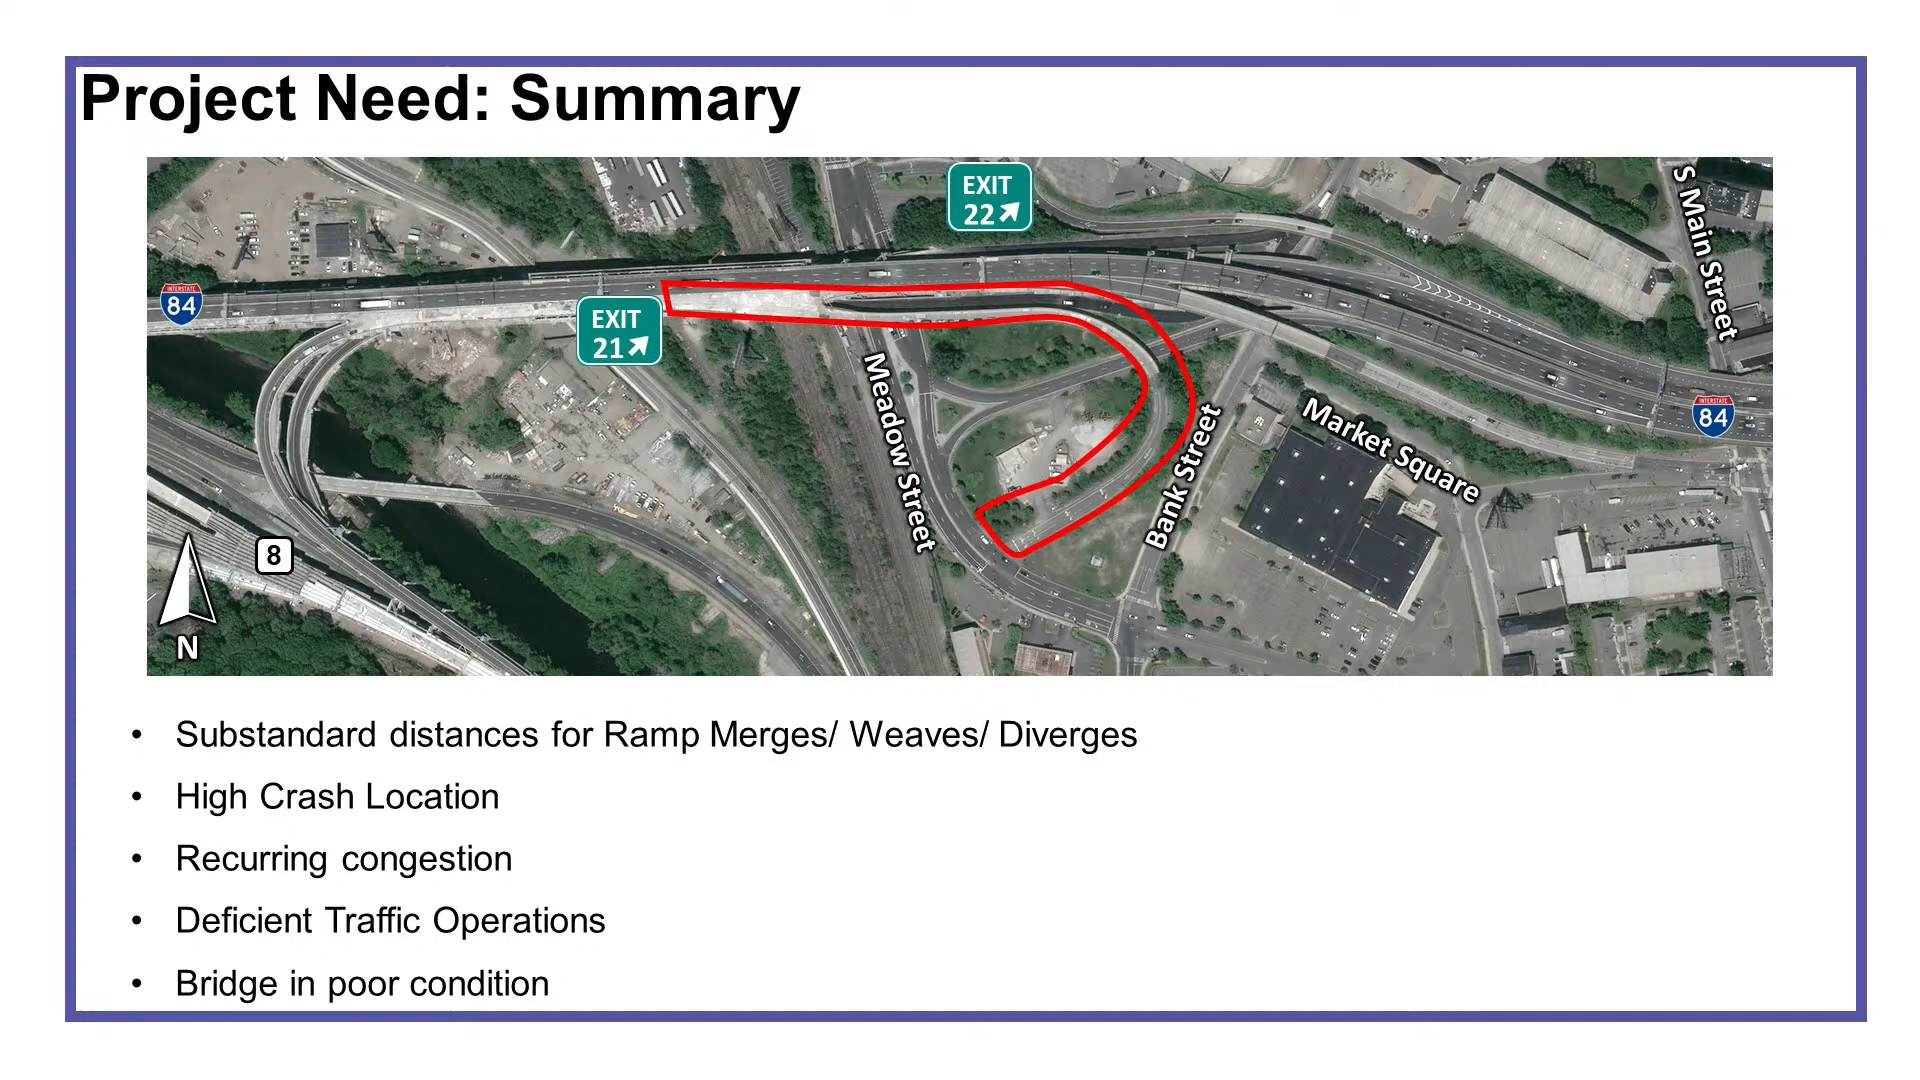 Project Need: Summary
EXIT
22
S Main Street
INTERSTATE
84
EXIT
21
Meadow Street
Bank Street
Market Square
INTERSTATE
84
8
N
• Substandard distances for Ramp Merges/ Weaves/ Diverges
• High Crash Location
• Recurring congestion
• Deficient Traffic Operations
• Bridge in poor condition